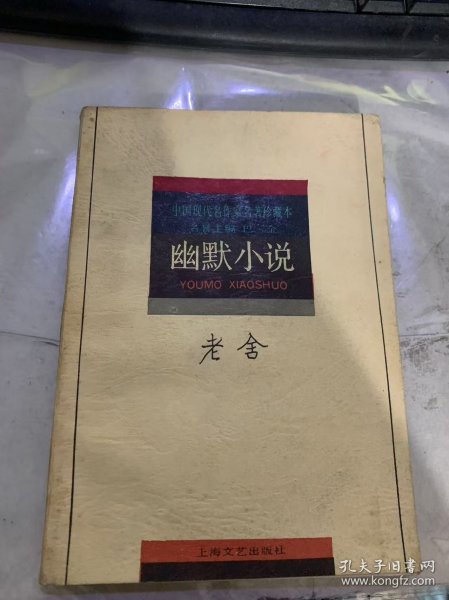 中国现代名作家名著珍藏本
名誉主编 巴 金
幽默小说
YOUMO XIAOSHUO
老舍
上海文艺出版社
孔夫子旧书网
www.kongfz.com